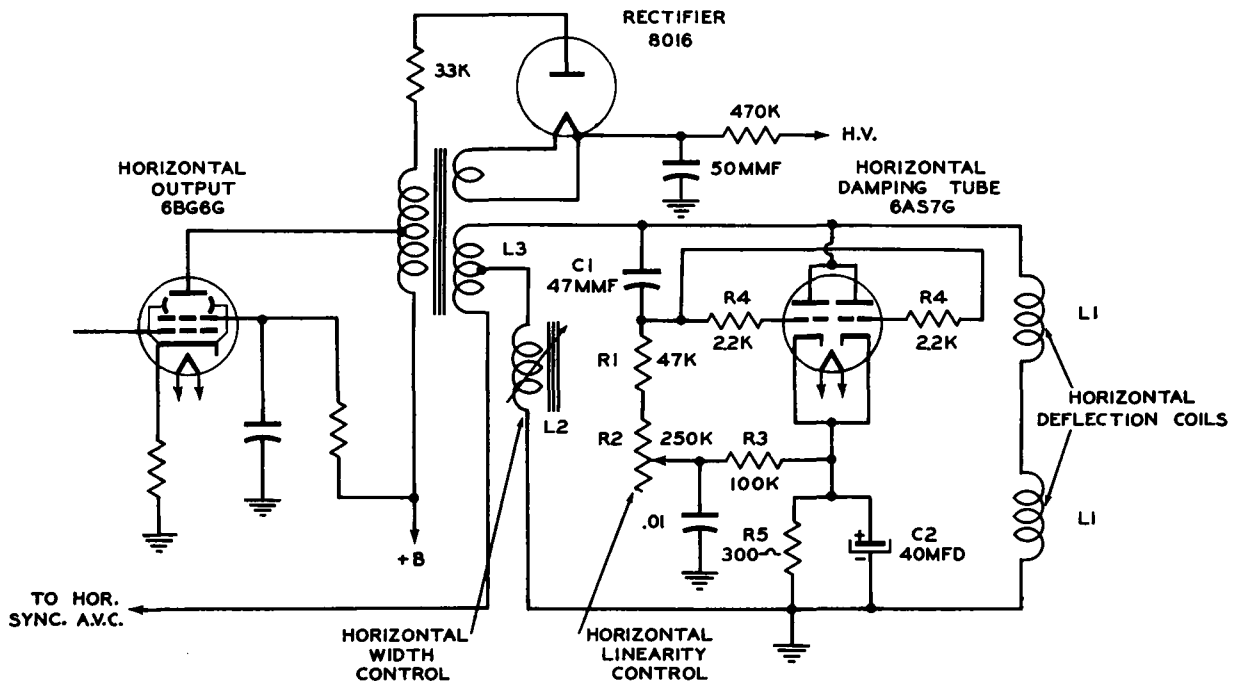 RECTIFIER
8016
33K
470K
H.V.
50MMF
HORIZONTAL
OUTPUT
6BG6G
HORIZONTAL
DAMPING TUBE
6AS7G
L3
C1
47MMF
R4
2.2K
R4
2.2K
L1
R1
47K
L2
HORIZONTAL
DEFLECTION COILS
R2
250K
R3
100K
.01
R5
300~
+
-
C2
40MFD
L1
+B
TO HOR.
SYNC. A.V.C.
HORIZONTAL
WIDTH
CONTROL
HORIZONTAL
LINEARITY
CONTROL